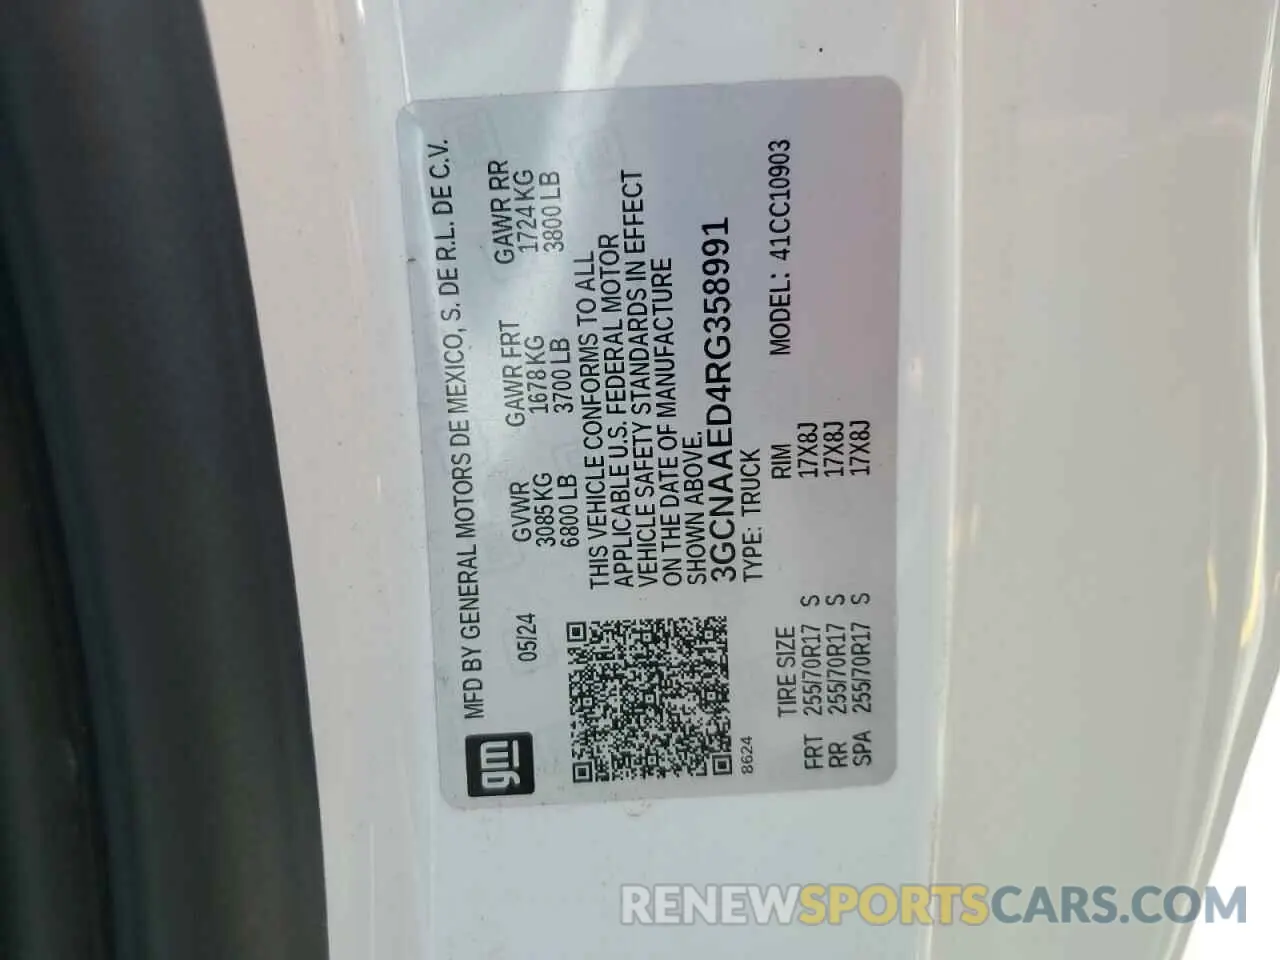 gm
MFD BY GENERAL MOTORS DE MEXICO, S. DE R.L. DE C.V.
05/24
GVWR GAWR FRT GAWR RR
3085 KG 1678 KG 1724 KG
6800 LB 3700 LB 3800 LB
THIS VEHICLE CONFORMS TO ALL
APPLICABLE U.S. FEDERAL MOTOR
VEHICLE SAFETY STANDARDS IN EFFECT
ON THE DATE OF MANUFACTURE
SHOWN ABOVE.
3GCNAAED4RG358991
8624
TYPE: TRUCK MODEL: 41CC10903
TIRE SIZE RIM
FRT 255/70R17 S 17X8J
RR 255/70R17 S 17X8J
SPA 255/70R17 S 17X8J
RENEWSPORTSCARS.COM